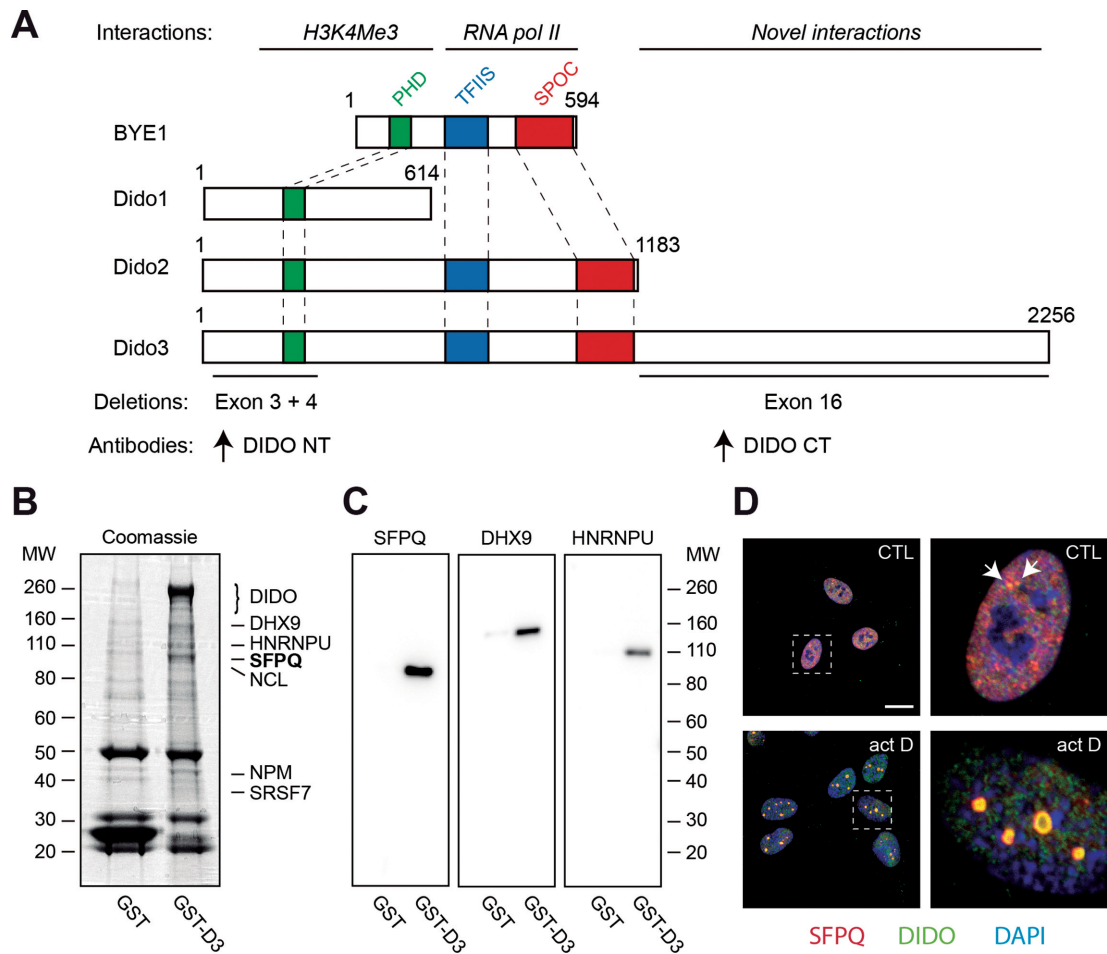 A
Interactions: H3K4Me3 RNA pol II Novel interactions
PHD TFIIS SPOC
1 594
BYE1
1 614
Dido1
1 1183
Dido2
1 2256
Dido3
Deletions: Exon 3 + 4 Exon 16
Antibodies: DIDO NT DIDO CT
B
Coomassie
MW
260
160
110
80
60
50
40
30
20
DIDO
DHX9
HNRNPU
SFPQ
NCL
NPM
SRSF7
GST GST-D3
C
SFPQ DHX9 HNRNPU
MW
260
160
110
80
60
50
40
30
20
GST GST-D3 GST GST-D3 GST GST-D3
D
CTL CTL
act D act D
SFPQ DIDO DAPI